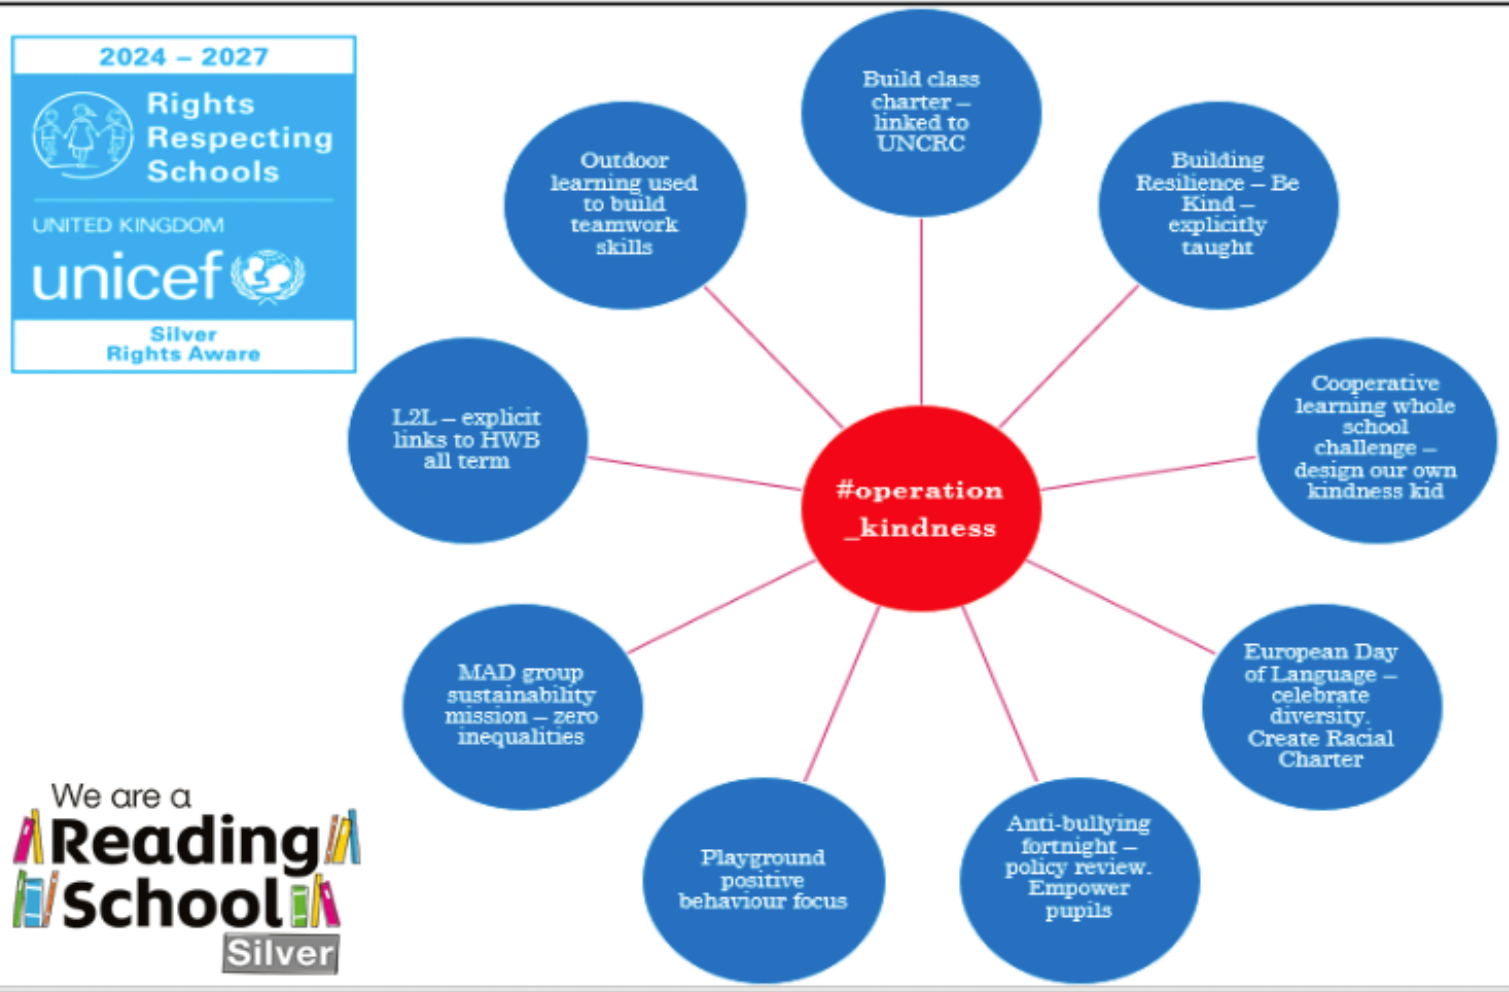 2024 – 2027
Rights
Respecting
Schools
UNITED KINGDOM
unicef
Silver
Rights Aware
Build class
charter –
linked to
UNCRC
Building
Resilience – Be
Kind –
explicitly
taught
Cooperative
learning whole
school
challenge –
design our own
kindness kid
European Day
of Language –
celebrate
diversity.
Create Racial
Charter
Anti-bullying
fortnight –
policy review.
Empower
pupils
Playground
positive
behaviour focus
MAD group
sustainability
mission – zero
inequalities
L2L – explicit
links to HWB
all term
Outdoor
learning used
to build
teamwork
skills
#operation
_kindness
We are a
Reading
School
Silver